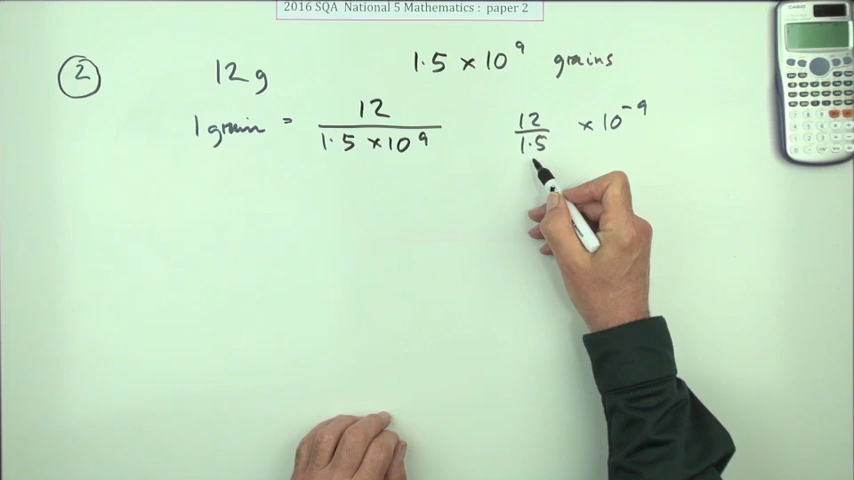 2016 SQA National 5 Mathematics : paper 2
② 12g 1.5 × 10⁹ grains
1 grain = 12 / 1.5 × 10⁹ 12 / 1.5 × 10⁻⁹
CASIO